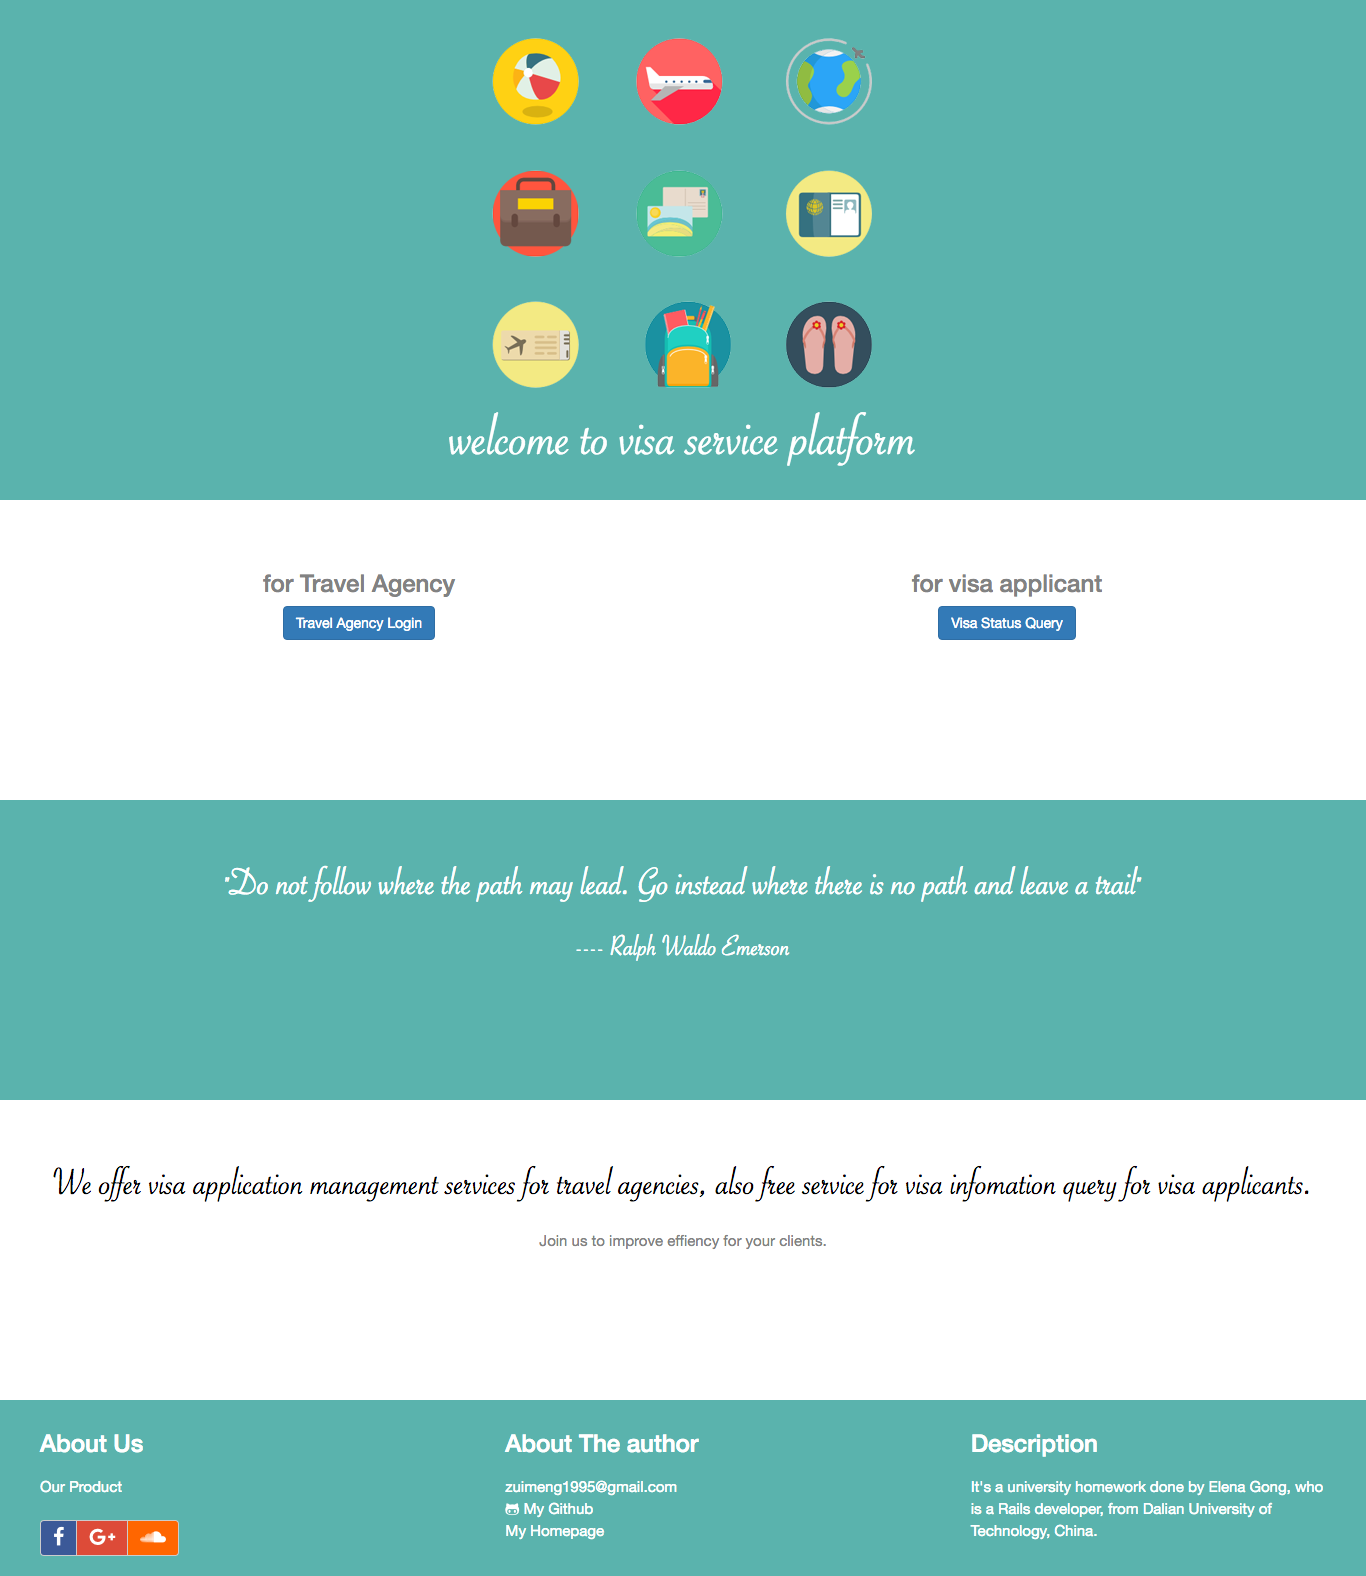 welcome to visa service platform
for Travel Agency
Travel Agency Login
for visa applicant
Visa Status Query
"Do not follow where the path may lead. Go instead where there is no path and leave a trail"
---- Ralph Waldo Emerson
We offer visa application management services for travel agencies, also free service for visa infomation query for visa applicants.
Join us to improve effiency for your clients.
About Us
Our Product
f
G+
About The author
zuimeng1995@gmail.com
My Github
My Homepage
Description
It's a university homework done by Elena Gong, who
is a Rails developer, from Dalian University of
Technology, China.